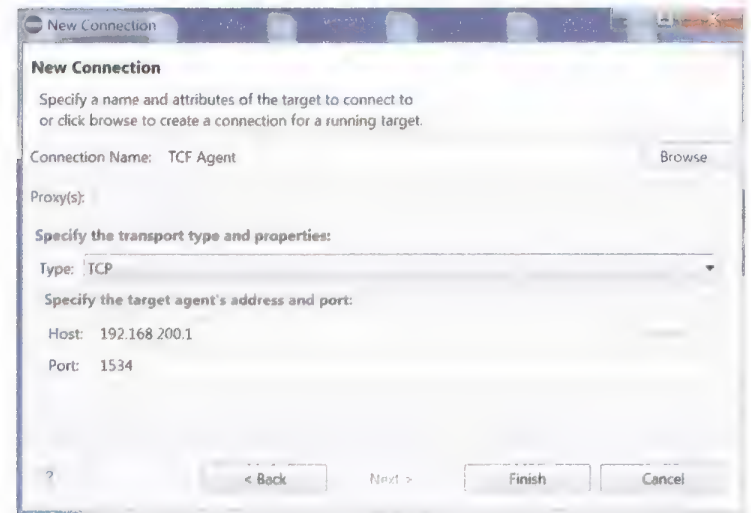 New Connection
New Connection
Specify a name and attributes of the target to connect to
or click browse to create a connection for a running target.
Connection Name: TCF Agent Browse
Proxy(s):
Specify the transport type and properties:
Type: TCP
Specify the target agent's address and port:
Host: 192.168.200.1
Port: 1534
? < Back Next > Finish Cancel